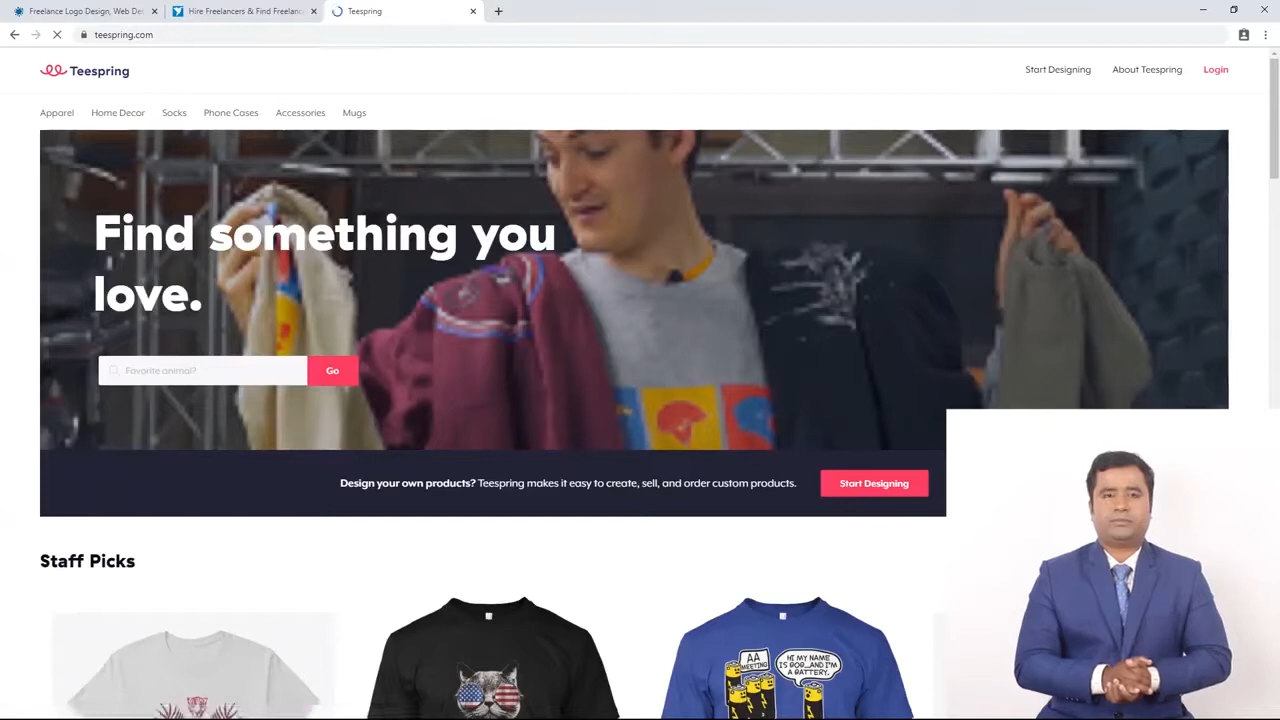 Freelance Logo Design, Web De
Hire Freelancers & Find Freelanc
Teespring
teespring.com
Teespring
Start Designing
About Teespring
Login
Apparel
Home Decor
Socks
Phone Cases
Accessories
Mugs
Find something you
love.
Favorite animal?
Go
Design your own products? Teespring makes it easy to create, sell, and order custom products.
Start Designing
Staff Picks
AA
MEETING
HI MY NAME
IS BOB...AND I'M
A BATTERY.